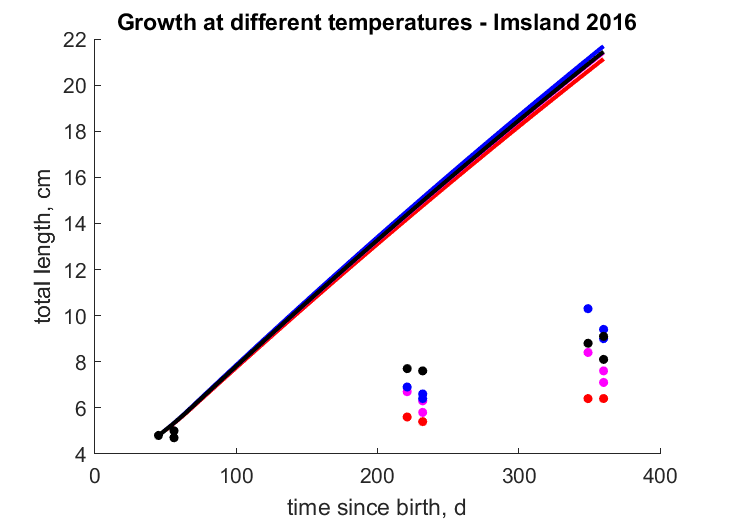 Growth at different temperatures - Imsland 2016
total length, cm
22
20
18
16
14
12
10
8
6
4
0 100 200 300 400
time since birth, d